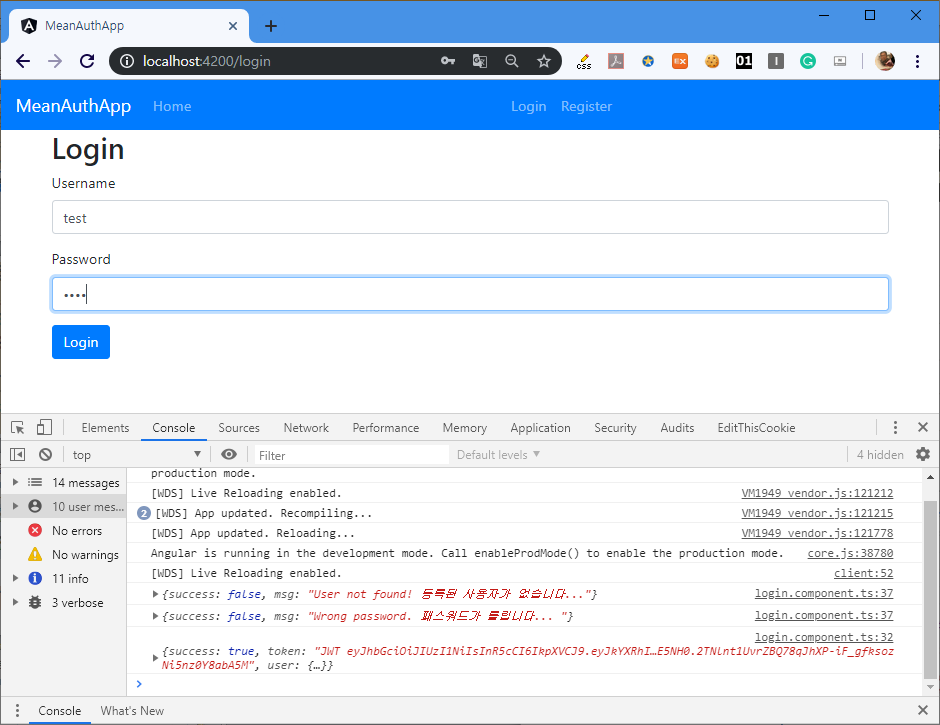 MeanAuthApp
localhost:4200/login
css
EX
01
MeanAuthApp Home Login Register
Login
Username
test
Password
••••
Login
Elements Console Sources Network Performance Memory Application Security Audits EditThisCookie
top Filter Default levels 4 hidden
14 messages
10 user mes...
No errors
No warnings
11 info
3 verbose
production mode.
[WDS] Live Reloading enabled. VM1949 vendor.js:121212
2 [WDS] App updated. Recompiling... VM1949 vendor.js:121215
[WDS] App updated. Reloading... VM1949 vendor.js:121778
Angular is running in the development mode. Call enableProdMode() to enable the production mode. core.js:38780
[WDS] Live Reloading enabled. client:52
{success: false, msg: "User not found! 등록된 사용자가 없습니다..."} login.component.ts:37
{success: false, msg: "Wrong password. 패스워드가 틀립니다... "} login.component.ts:37
login.component.ts:32
{success: true, token: "JWT eyJhbGciOiJIUzI1NiIsInR5cCI6IkpXVCJ9.eyJkYXRhI…E5NH0.2TNLnt1UvrZBQ78qJhXP-iF_gfksoz
Ni5nz0Y8abA5M", user: {…}}
Console What's New